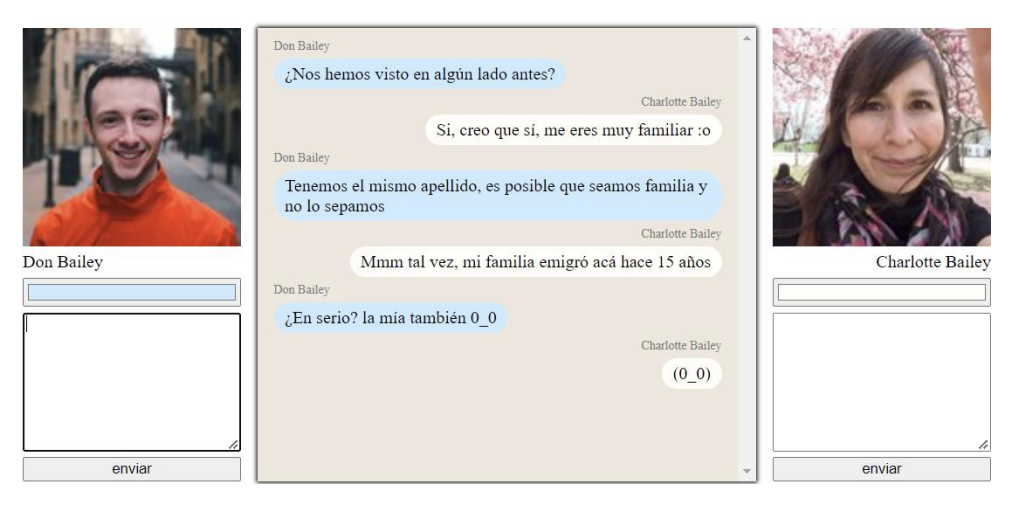 Don Bailey
¿Nos hemos visto en algún lado antes?
Charlotte Bailey
Si, creo que sí, me eres muy familiar :o
Don Bailey
Tenemos el mismo apellido, es posible que seamos familia y
no lo sepamos
Charlotte Bailey
Mmm tal vez, mi familia emigró acá hace 15 años
Don Bailey
¿En serio? la mía también 0_0
Charlotte Bailey
(0_0)
Don Bailey
enviar
Charlotte Bailey
enviar